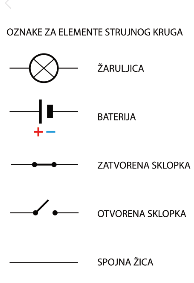 OZNAKE ZA ELEMENTE STRUJNOG KRUGA
ŽARULJICA
BATERIJA
+ −
ZATVORENA SKLOPKA
OTVORENA SKLOPKA
SPOJNA ŽICA